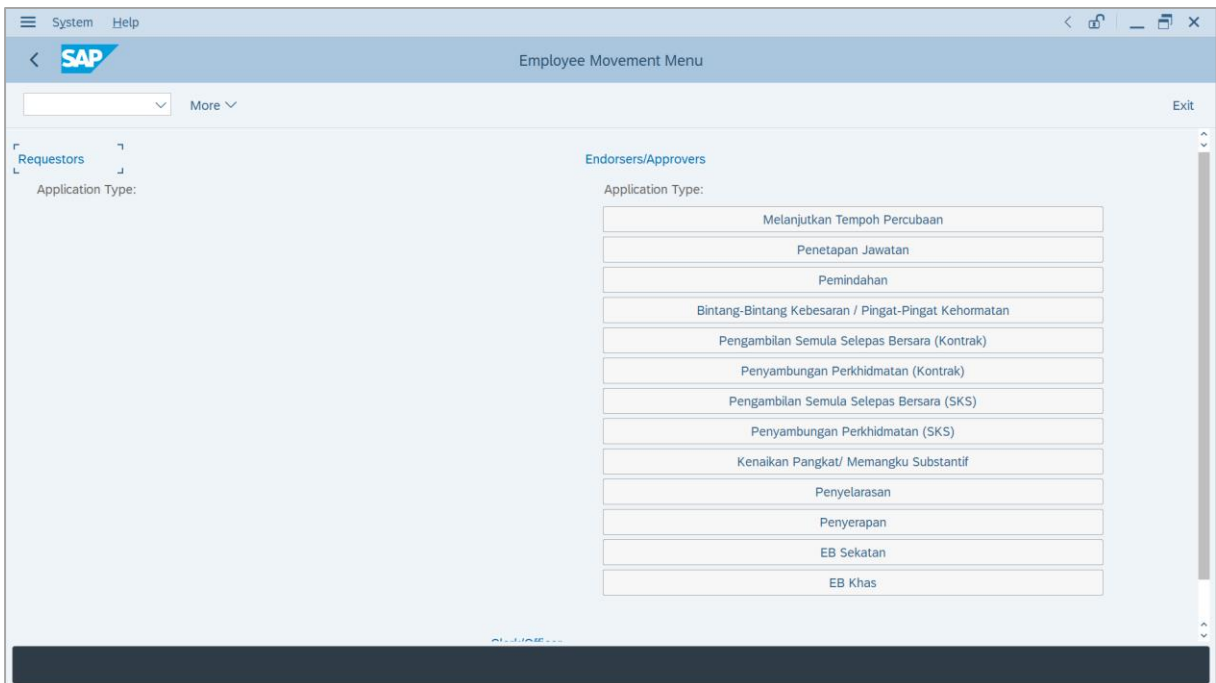 System Help
SAP
Employee Movement Menu
More
Exit
Requestors
Application Type:
Endorsers/Approvers
Application Type:
Melanjutkan Tempoh Percubaan
Penetapan Jawatan
Pemindahan
Bintang-Bintang Kebesaran / Pingat-Pingat Kehormatan
Pengambilan Semula Selepas Bersara (Kontrak)
Penyambungan Perkhidmatan (Kontrak)
Pengambilan Semula Selepas Bersara (SKS)
Penyambungan Perkhidmatan (SKS)
Kenaikan Pangkat/ Memangku Substantif
Penyelarasan
Penyerapan
EB Sekatan
EB Khas